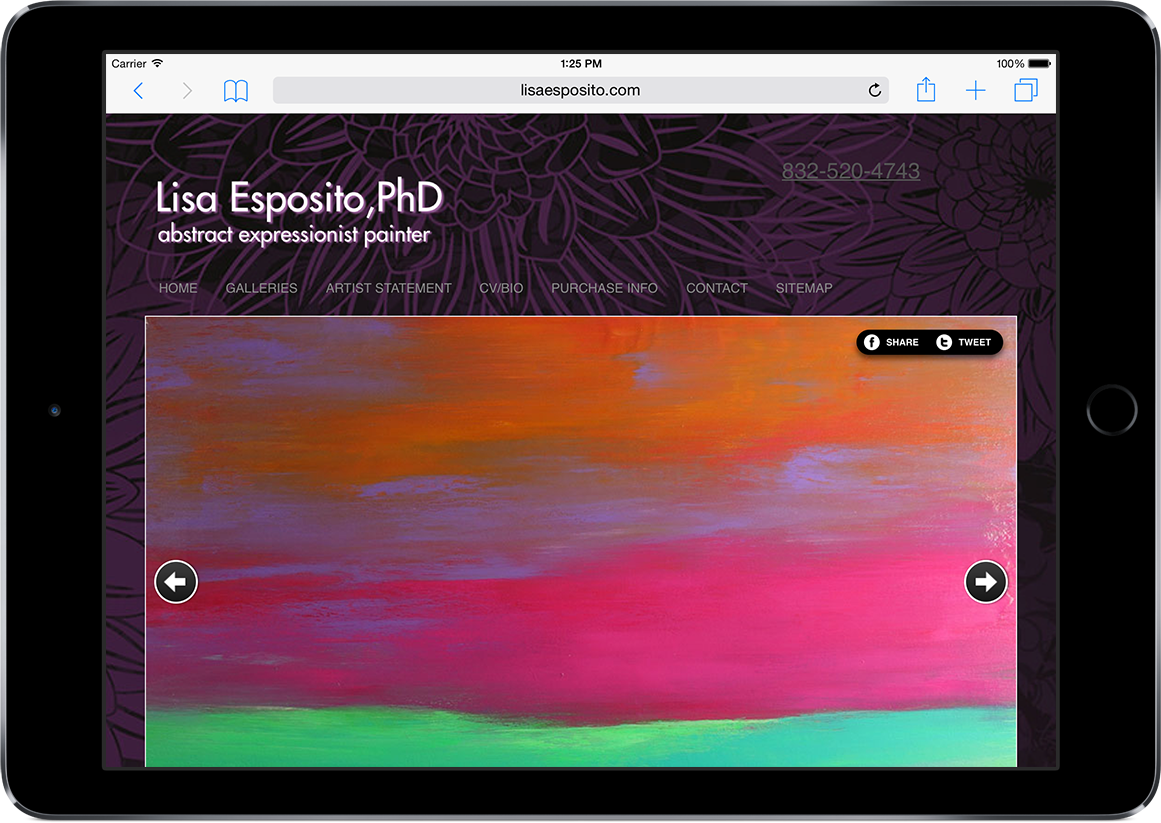 Carrier 1:25 PM 100%
lisaesposito.com
832-520-4743
Lisa Esposito,PhD
abstract expressionist painter
HOME GALLERIES ARTIST STATEMENT CV/BIO PURCHASE INFO CONTACT SITEMAP
SHARE TWEET